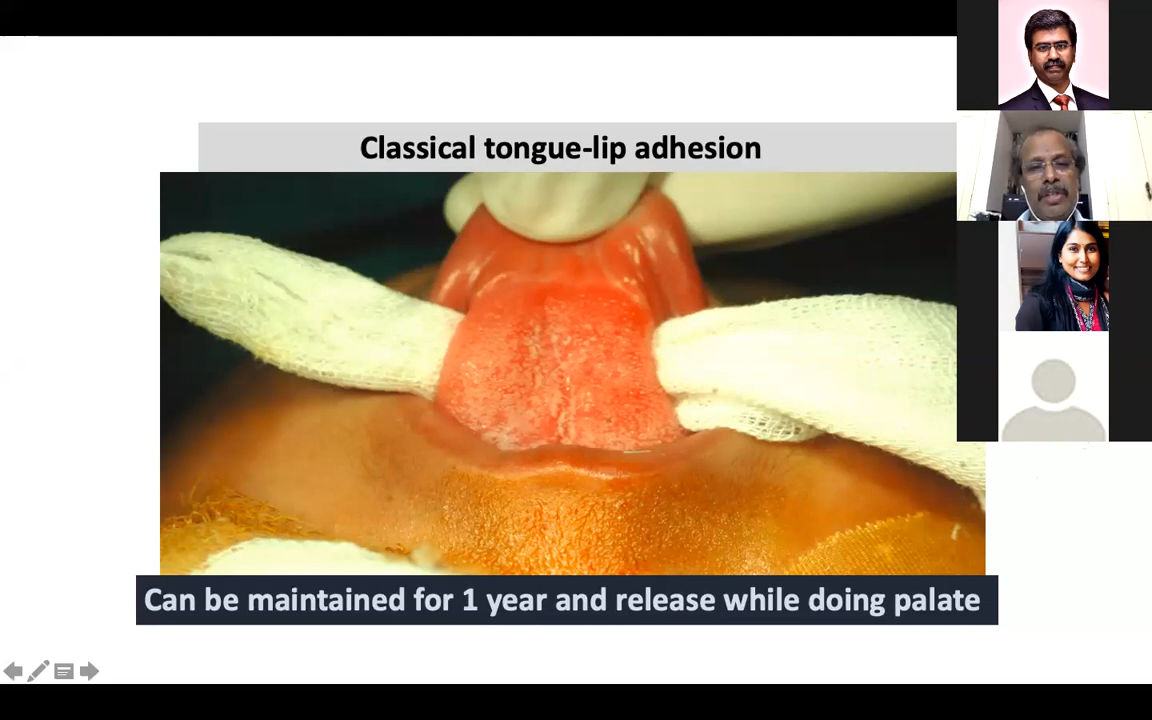 Classical tongue-lip adhesion
Can be maintained for 1 year and release while doing palate